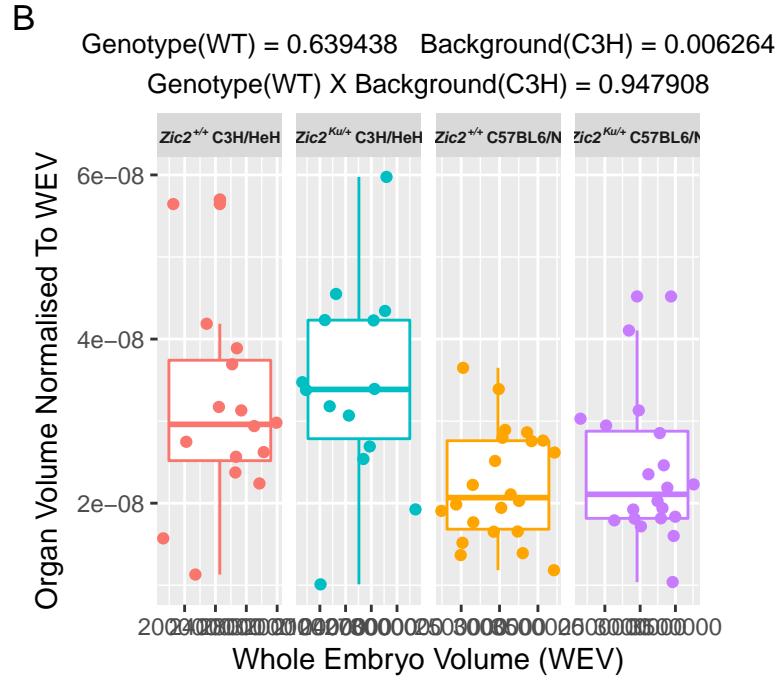 B
Genotype(WT) = 0.639438 Background(C3H) = 0.006264
Genotype(WT) X Background(C3H) = 0.947908
Zic2+/+ C3H/HeH Zic2Ku/+ C3H/HeH Zic2+/+ C57BL6/N Zic2Ku/+ C57BL6/N
Organ Volume Normalised To WEV
6e−08
4e−08
2e−08
Whole Embryo Volume (WEV)